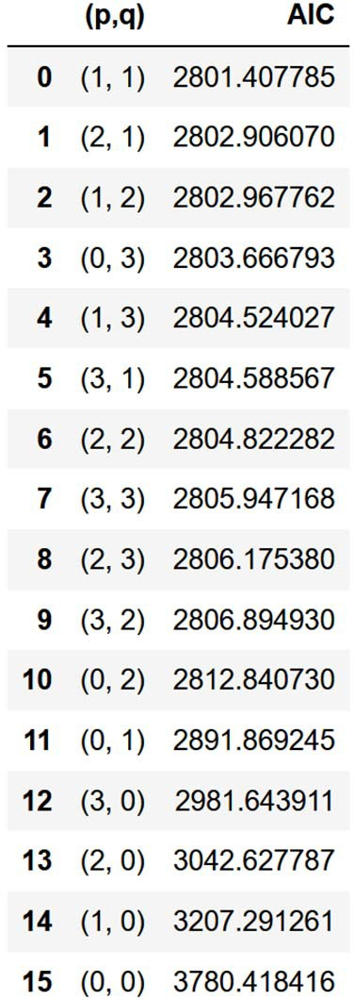 (p,q) AIC
0 (1, 1) 2801.407785
1 (2, 1) 2802.906070
2 (1, 2) 2802.967762
3 (0, 3) 2803.666793
4 (1, 3) 2804.524027
5 (3, 1) 2804.588567
6 (2, 2) 2804.822282
7 (3, 3) 2805.947168
8 (2, 3) 2806.175380
9 (3, 2) 2806.894930
10 (0, 2) 2812.840730
11 (0, 1) 2891.869245
12 (3, 0) 2981.643911
13 (2, 0) 3042.627787
14 (1, 0) 3207.291261
15 (0, 0) 3780.418416